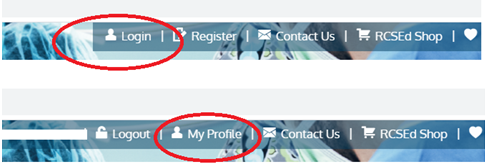 Login | Register | Contact Us | RCSEd Shop |
| Logout | My Profile | Contact Us | RCSEd Shop |